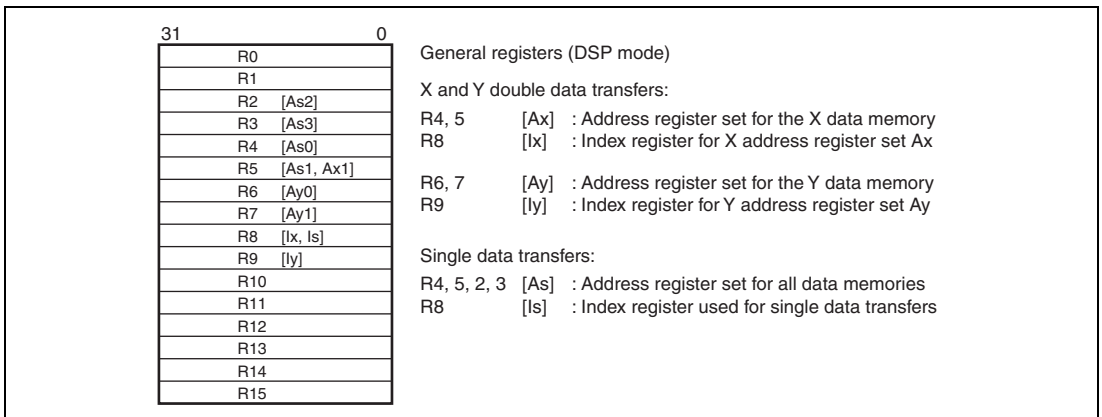 31 0
R0
R1
R2 [As2]
R3 [As3]
R4 [As0]
R5 [As1, Ax1]
R6 [Ay0]
R7 [Ay1]
R8 [Ix, Is]
R9 [Iy]
R10
R11
R12
R13
R14
R15
General registers (DSP mode)
X and Y double data transfers:
R4, 5 [Ax] : Address register set for the X data memory
R8 [Ix] : Index register for X address register set Ax
R6, 7 [Ay] : Address register set for the Y data memory
R9 [Iy] : Index register for Y address register set Ay
Single data transfers:
R4, 5, 2, 3 [As] : Address register set for all data memories
R8 [Is] : Index register used for single data transfers